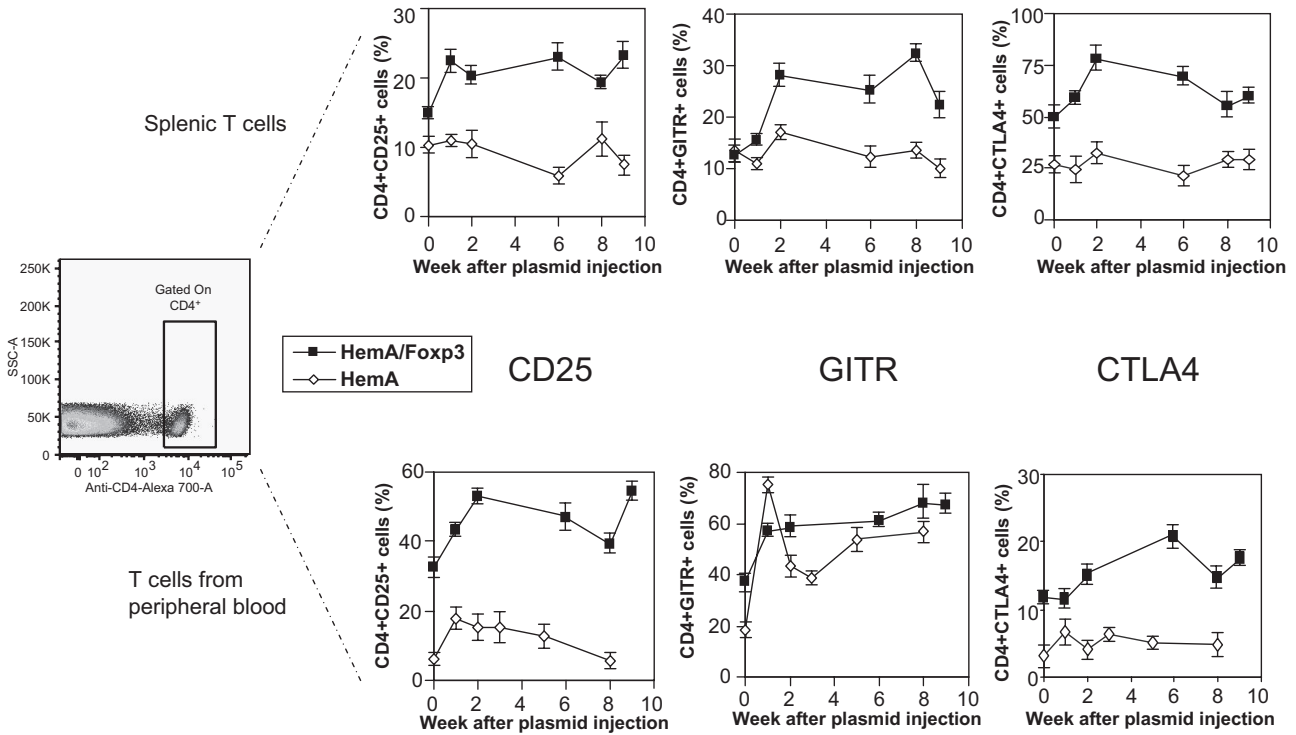 Splenic T cells
CD4+CD25+ cells (%)
30
20
10
0
0 2 4 6 8 10
Week after plasmid injection
CD4+GITR+ cells (%)
40
30
20
10
0
0 2 4 6 8 10
Week after plasmid injection
CD4+CTLA4+ cells (%)
100
75
50
25
0
0 2 4 6 8 10
Week after plasmid injection
SSC-A
250K
200K
150K
100K
50K
0
Gated On
CD4+
0 10² 10³ 10⁴ 10⁵
Anti-CD4-Alexa 700-A
HemA/Foxp3
HemA
CD25
GITR
CTLA4
T cells from
peripheral blood
CD4+CD25+ cells (%)
60
40
20
0
0 2 4 6 8 10
Week after plasmid injection
CD4+GITR+ cells (%)
80
60
40
20
0
0 2 4 6 8 10
Week after plasmid injection
CD4+CTLA4+ cells (%)
30
20
10
0
0 2 4 6 8 10
Week after plasmid injection